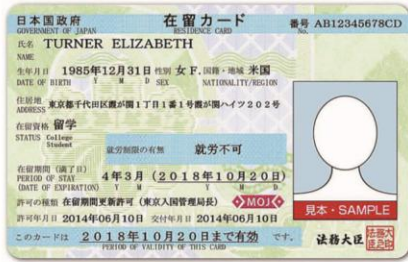 日本国政府 在留カード 番号 AB12345678CD
GOVERNMENT OF JAPAN RESIDENCE CARD No.
氏名 TURNER ELIZABETH
NAME
生年月日 1985年12月31日 性別 女 F. 国籍・地域 米国
DATE OF BIRTH Y M D SEX NATIONALITY/REGION
住居地 東京都千代田区霞が関1丁目1番1号霞が関ハイツ202号
ADDRESS
在留資格 留学
STATUS College
Student
就労制限の有無 就労不可
在留期間(満了日) 4年3月(2018年10月20日)
PERIOD OF STAY
(DATE OF EXPIRATION) Y M Y M D
許可の種類 在留期間更新許可(東京入国管理局長) MOJ
見本・SAMPLE
許可年月日 2014年06月10日 交付年月日 2014年06月10日
このカードは 2018年10月20日まで有効 です。 法務大臣
PERIOD OF VALIDITY OF THIS CARD